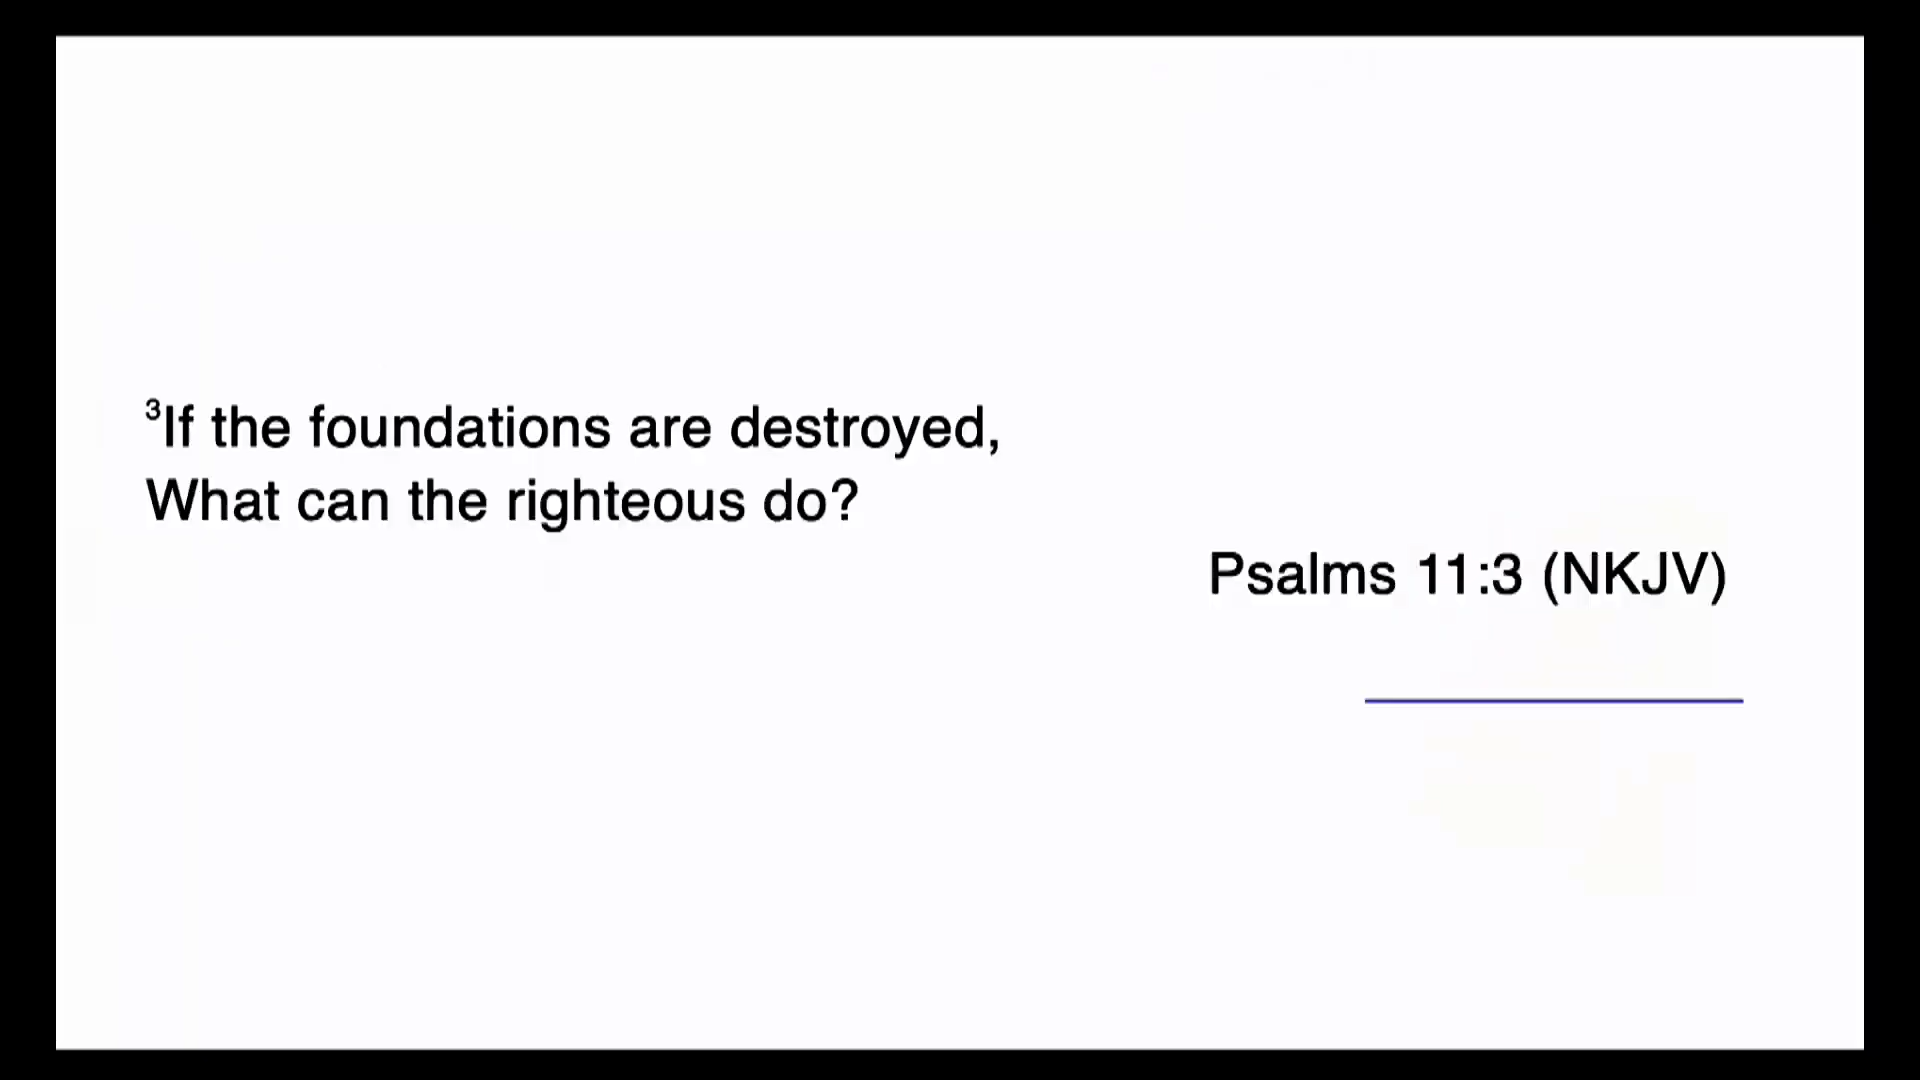 ³If the foundations are destroyed,
What can the righteous do?
Psalms 11:3 (NKJV)